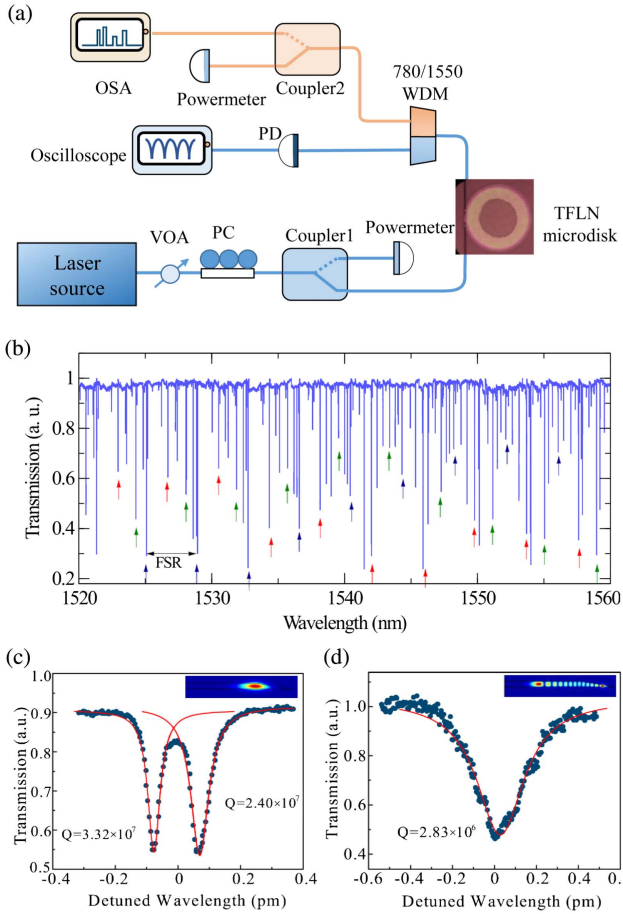 (a)
OSA
Powermeter
Coupler2
780/1550
WDM
Oscilloscope
PD
Laser
source
VOA
PC
Coupler1
Powermeter
TFLN
microdisk
(b)
Transmission (a. u.)
1
0.8
0.6
0.4
0.2
FSR
1520
1530
1540
1550
1560
Wavelength (nm)
(c)
Transmission (a.u.)
1.0
0.9
0.8
0.7
0.6
0.5
Q=3.32×10⁷
Q=2.40×10⁷
-0.4
-0.2
0
0.2
0.4
Detuned Wavelength (pm)
(d)
Transmission (a.u.)
1.0
0.8
0.6
0.4
Q=2.83×10⁶
-0.6
-0.4
-0.2
0
0.2
0.4
0.6
Detuned Wavelength (pm)